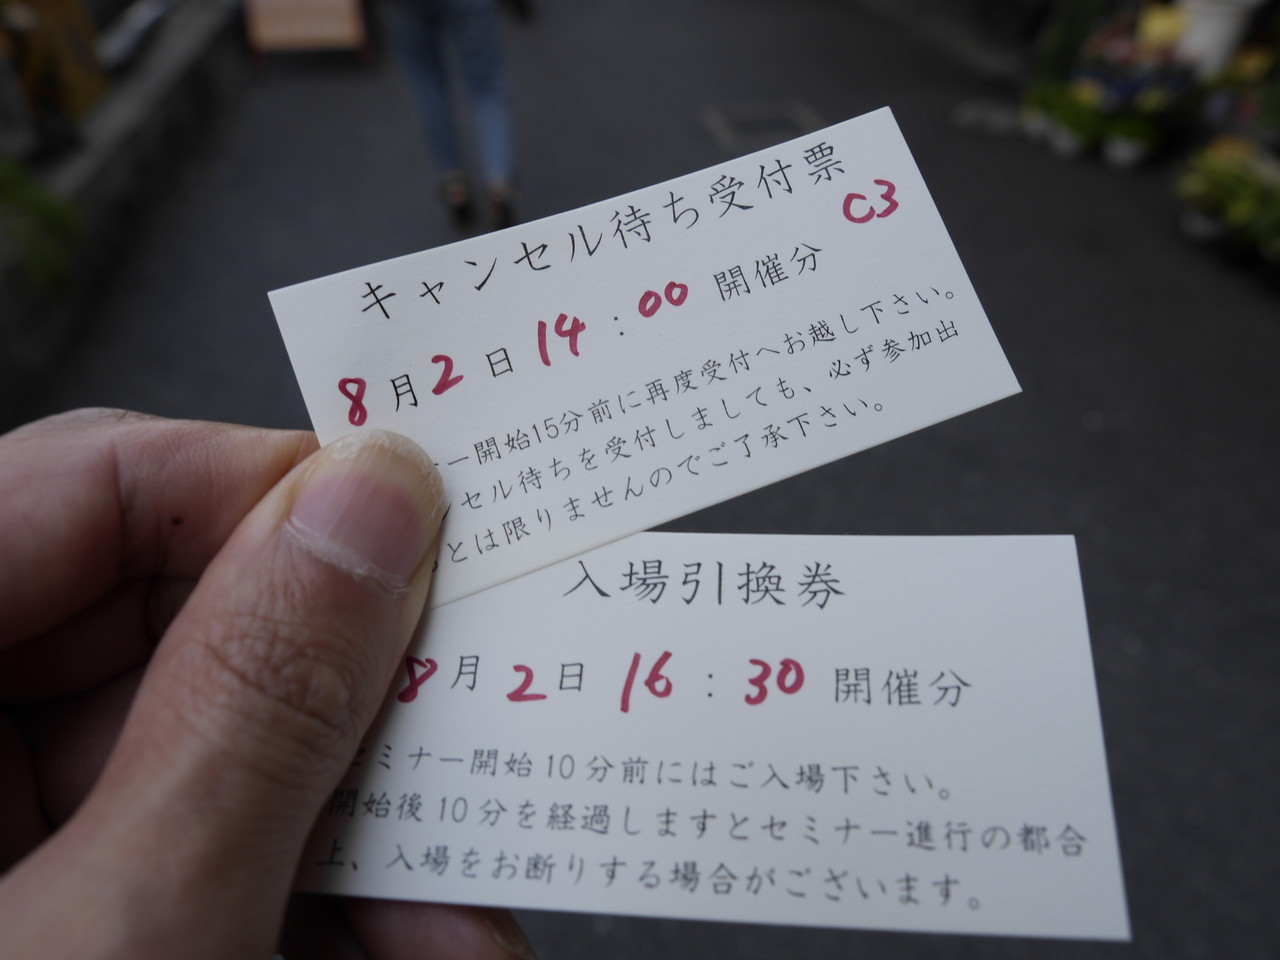 キャンセル待ち受付票
C3
8月2日 14:00 開催分
ー開始15分前に再度受付へお越し下さい。
セル待ちを受付しましても、必ず参加出
とは限りませんのでご了承下さい。
入場引換券
8月2日 16:30 開催分
セミナー開始10分前にはご入場下さい。
開始後10分を経過しますとセミナー進行の都合
上、入場をお断りする場合がございます。